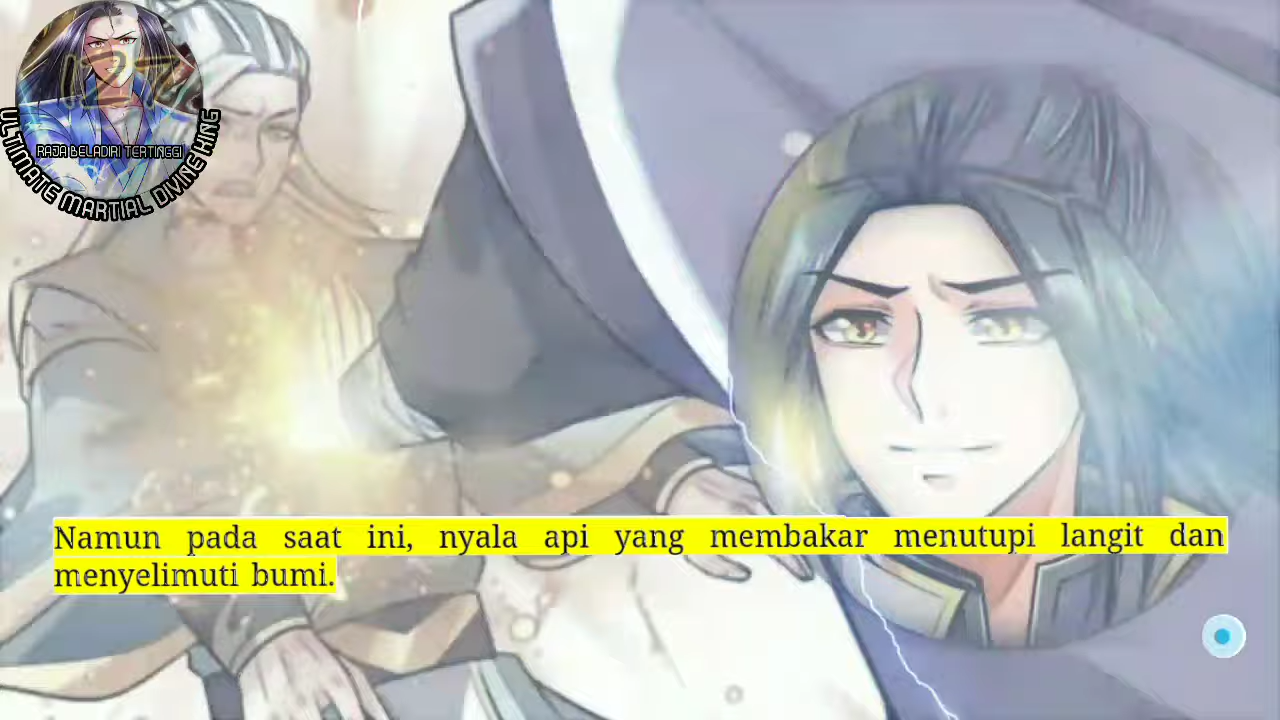 RAJA BELADIRI TERTINGGI
ULTIMATE MARTIAL DIVINE KING
Namun pada saat ini, nyala api yang membakar menutupi langit dan
menyelimuti bumi.